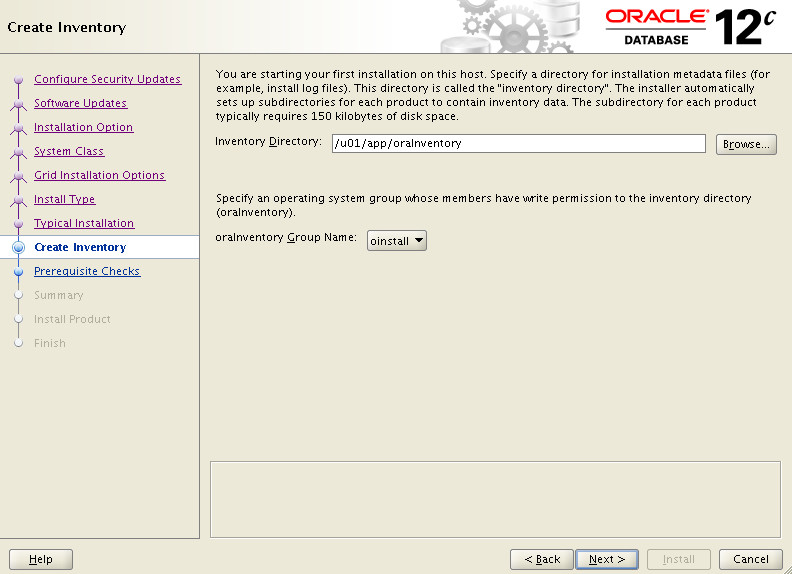 Create Inventory
ORACLE®
DATABASE
12c
Configure Security Updates
Software Updates
Installation Option
System Class
Grid Installation Options
Install Type
Typical Installation
Create Inventory
Prerequisite Checks
Summary
Install Product
Finish
You are starting your first installation on this host. Specify a directory for installation metadata files (for
example, install log files). This directory is called the "inventory directory". The installer automatically
sets up subdirectories for each product to contain inventory data. The subdirectory for each product
typically requires 150 kilobytes of disk space.
Inventory Directory: /u01/app/oraInventory Browse...
Specify an operating system group whose members have write permission to the inventory directory
(oraInventory).
oraInventory Group Name: oinstall
Help < Back Next > Install Cancel